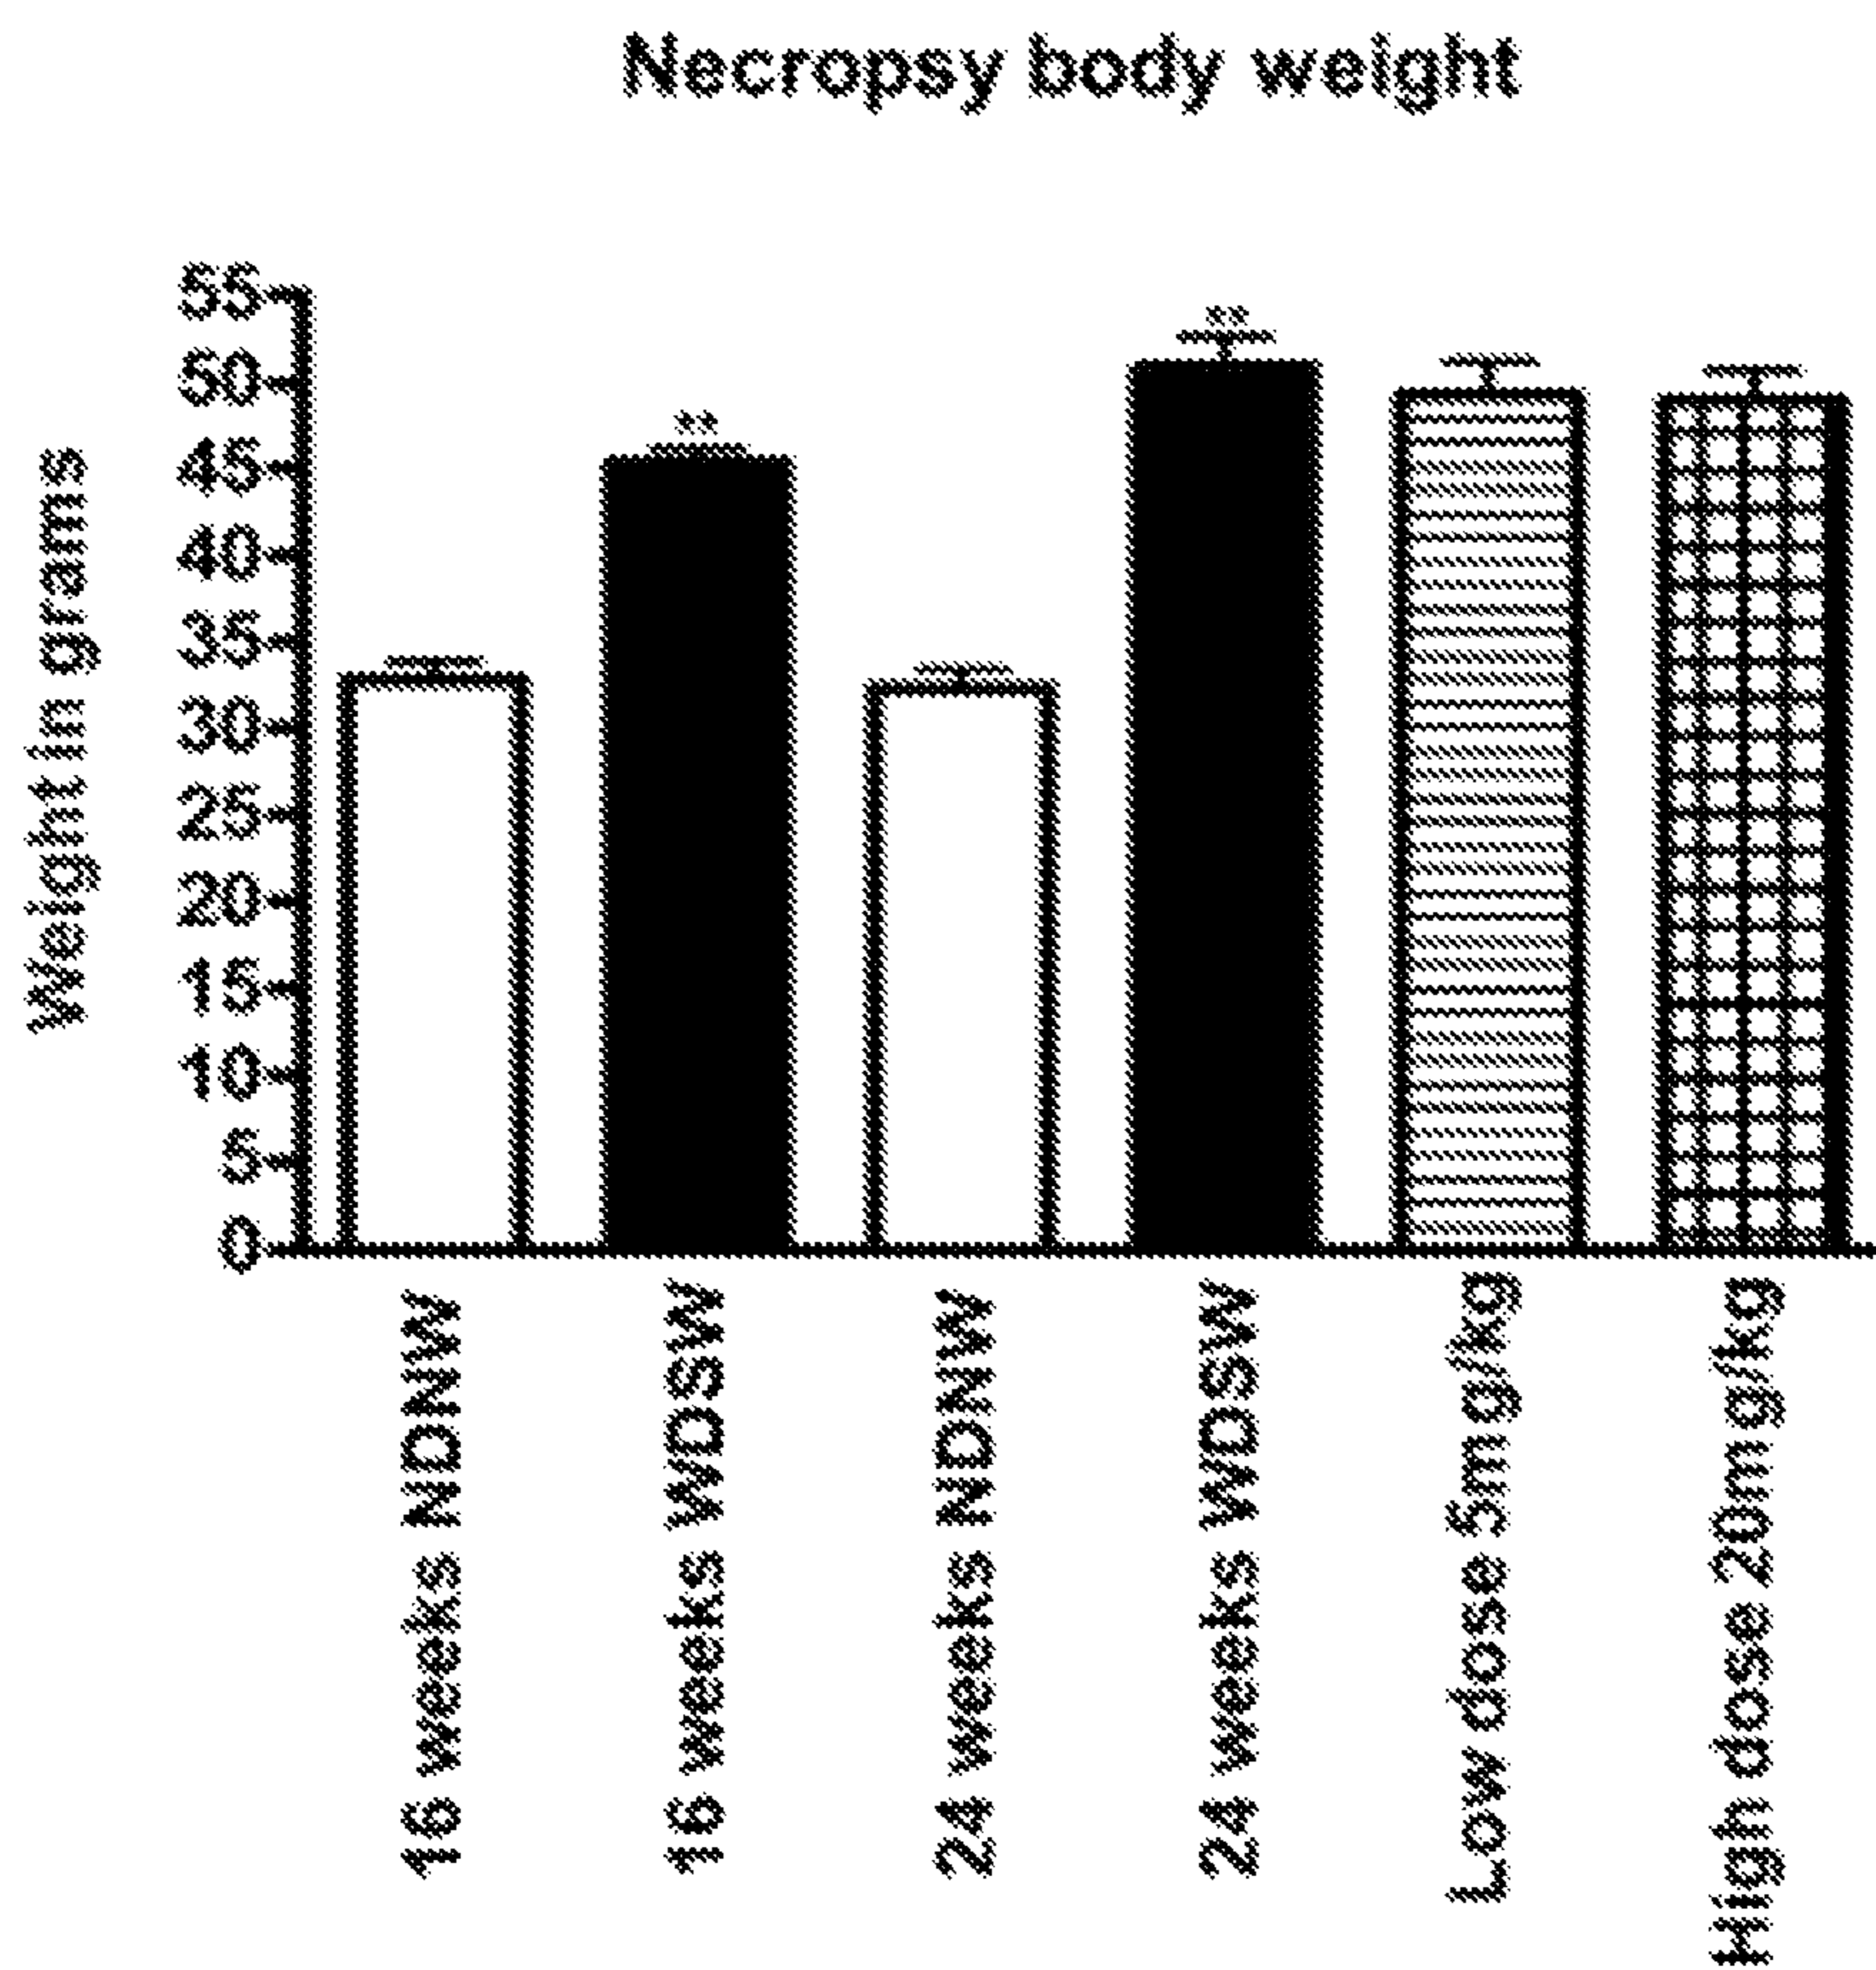 Necropsy body weight
Weight in grams
55
50
45
40
35
30
25
20
15
10
5
0
**
**
16 weeks NDNW
16 weeks WDSW
24 weeks NDNW
24 weeks WDSW
Low dose 5mg/kg
High dose 20mg/kg